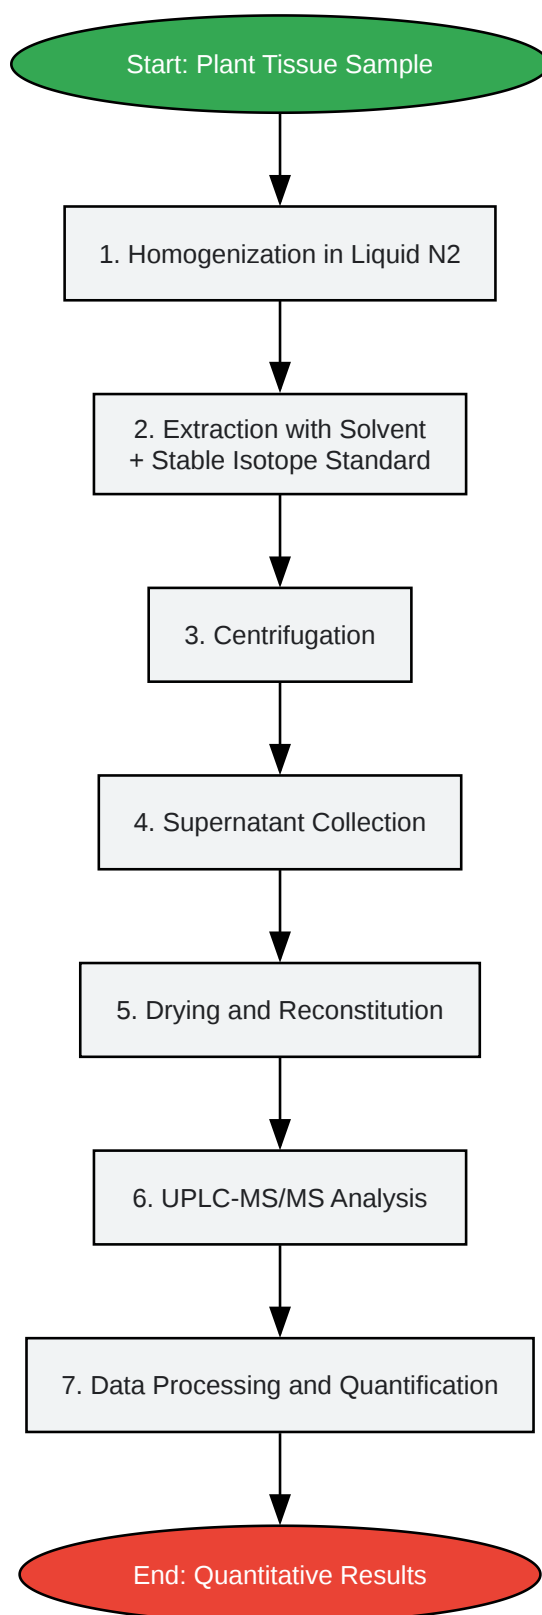 Start: Plant Tissue Sample
1. Homogenization in Liquid N2
2. Extraction with Solvent
+ Stable Isotope Standard
3. Centrifugation
4. Supernatant Collection
5. Drying and Reconstitution
6. UPLC-MS/MS Analysis
7. Data Processing and Quantification
End: Quantitative Results